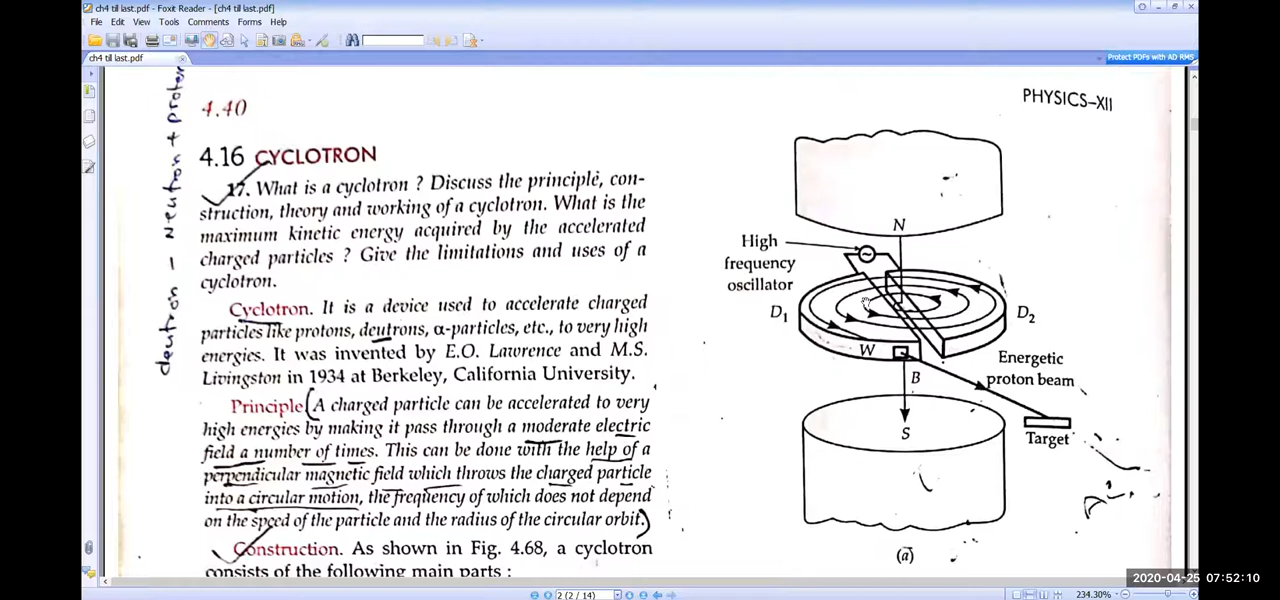 ch4 till last.pdf - Foxit Reader - [ch4 till last.pdf]
File Edit View Tools Comments Forms Help
ch4 till last.pdf
Protect PDFs with AD RMS
4.40
PHYSICS–XII
deutron - neutron + proton
4.16 CYCLOTRON
17. What is a cyclotron ? Discuss the principle, con-
struction, theory and working of a cyclotron. What is the
maximum kinetic energy acquired by the accelerated
charged particles ? Give the limitations and uses of a
cyclotron.
Cyclotron. It is a device used to accelerate charged
particles like protons, deutrons, α-particles, etc., to very high
energies. It was invented by E.O. Lawrence and M.S.
Livingston in 1934 at Berkeley, California University.
Principle. A charged particle can be accelerated to very
high energies by making it pass through a moderate electric
field a number of times. This can be done with the help of a
perpendicular magnetic field which throws the charged particle
into a circular motion, the frequency of which does not depend
on the speed of the particle and the radius of the circular orbit.
Construction. As shown in Fig. 4.68, a cyclotron
consists of the following main parts :
N
High
frequency
oscillator
D1
D2
W
Energetic
proton beam
B
S
Target
(a)
2020-04-25 07:52:10
2 (2 / 14)
234.30%